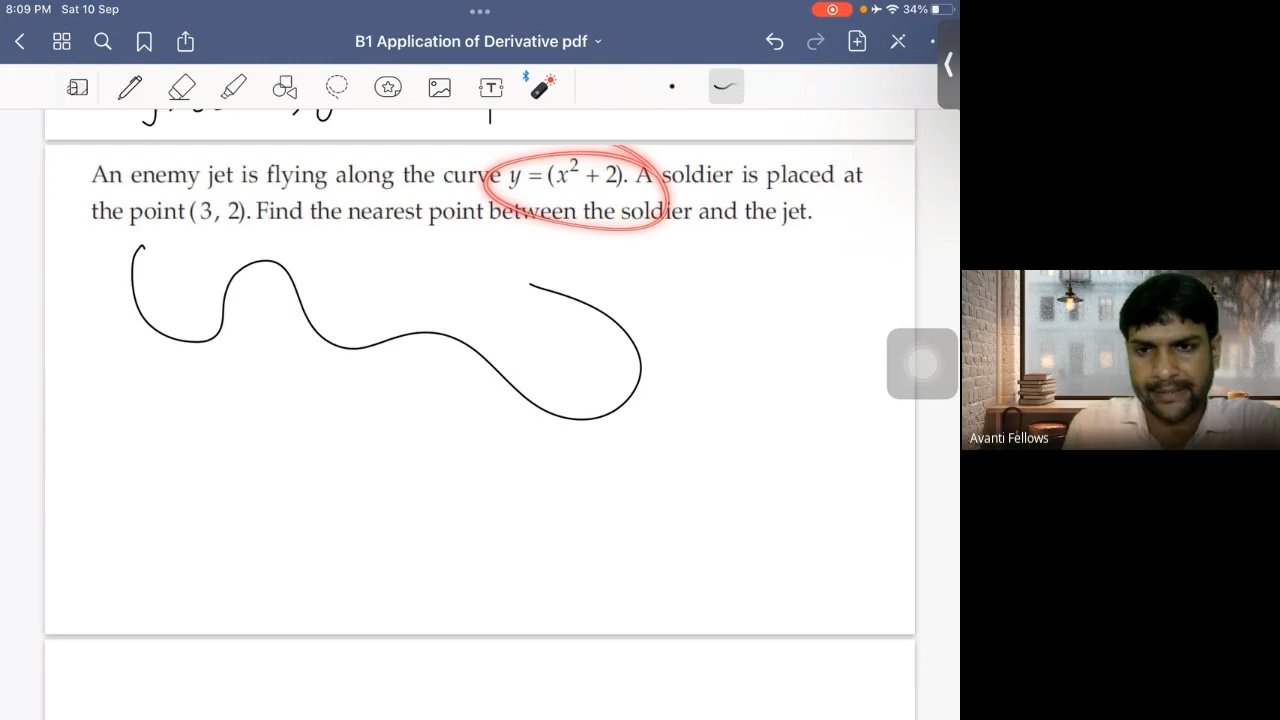 8:09 PM Sat 10 Sep
34%
B1 Application of Derivative pdf
T
An enemy jet is flying along the curve y = (x² + 2). A soldier is placed at
the point (3, 2). Find the nearest point between the soldier and the jet.
Avanti Fellows